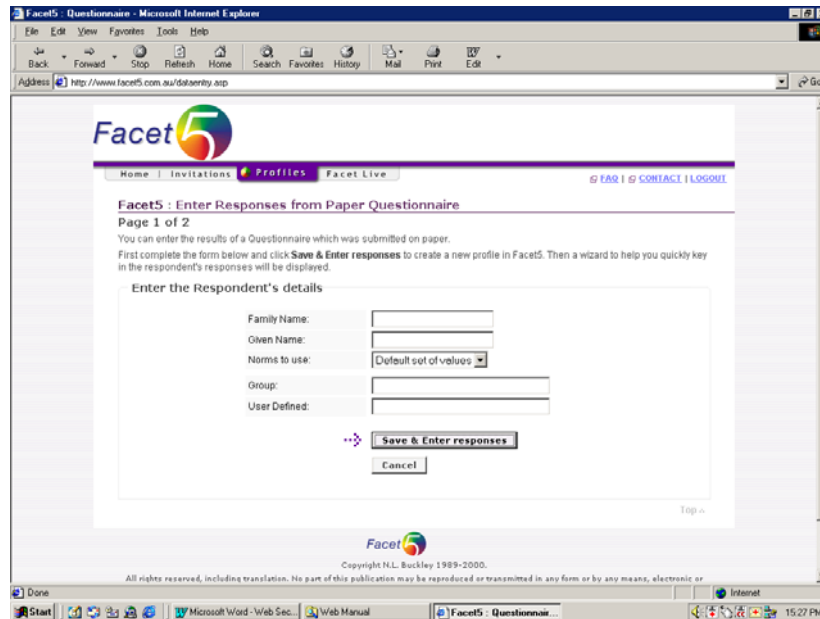 Facet5 : Questionnaire - Microsoft Internet Explorer
File Edit View Favorites Tools Help
Back Forward Stop Refresh Home Search Favorites History Mail Print Edit
Address http://www.facet5.com.au/dataentry.asp Go
Facet5
Home | Invitations Profiles Facet Live
FAQ | CONTACT | LOGOUT
Facet5 : Enter Responses from Paper Questionnaire
Page 1 of 2
You can enter the results of a Questionnaire which was submitted on paper.
First complete the form below and click Save & Enter responses to create a new profile in Facet5. Then a wizard to help you quickly key
in the respondent's responses will be displayed.
Enter the Respondent's details
Family Name:
Given Name:
Norms to use: Default set of values
Group:
User Defined:
Save & Enter responses
Cancel
Top
Facet5
Copyright N.L. Buckley 1989-2000.
All rights reserved, including translation. No part of this publication may be reproduced or transmitted in any form or by any means, electronic or
Done Internet
Start Microsoft Word - Web Sec... Web Manual Facet5 : Questionnair... 15:27 PM